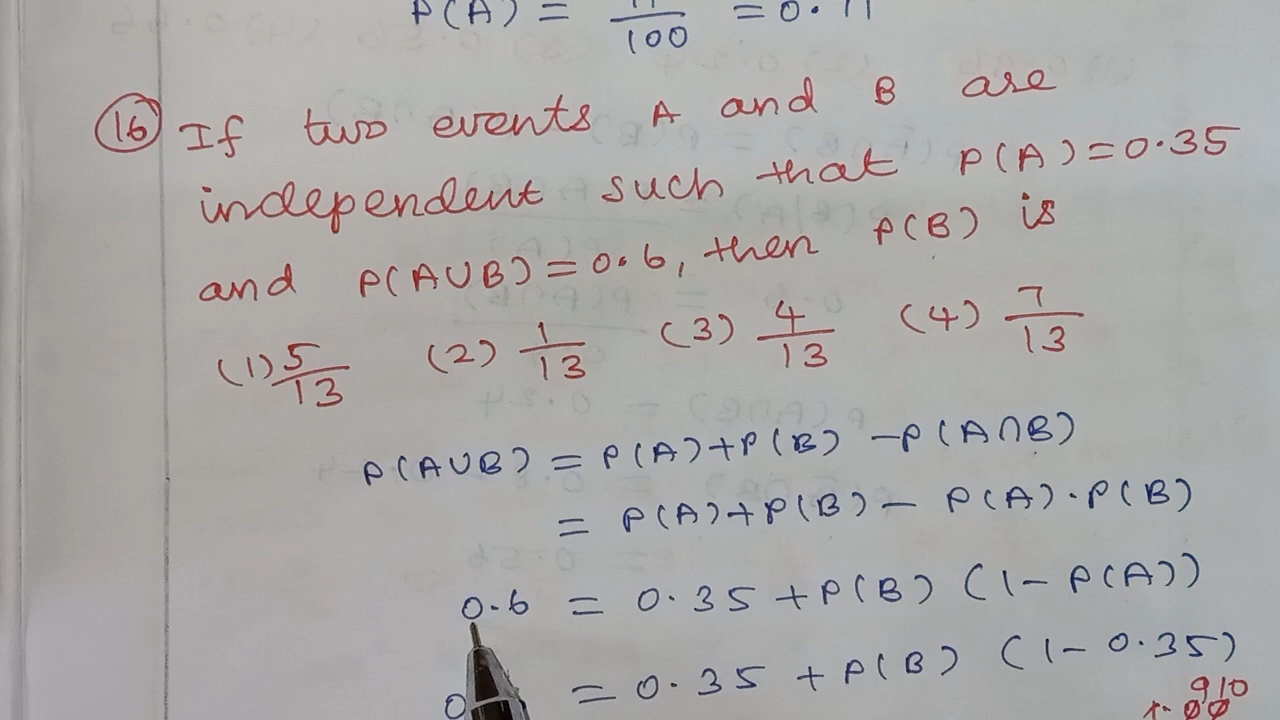 P(A) = 11/100 = 0.11
(16) If two events A and B are
independent such that P(A)=0.35
and P(A∪B)=0.6, then P(B) is
(1) 5/13 (2) 1/13 (3) 4/13 (4) 7/13
P(A∪B) = P(A)+P(B) -P(A∩B)
= P(A)+P(B) - P(A)·P(B)
0.6 = 0.35 +P(B) (1- P(A))
= 0.35 +P(B) (1- 0.35)